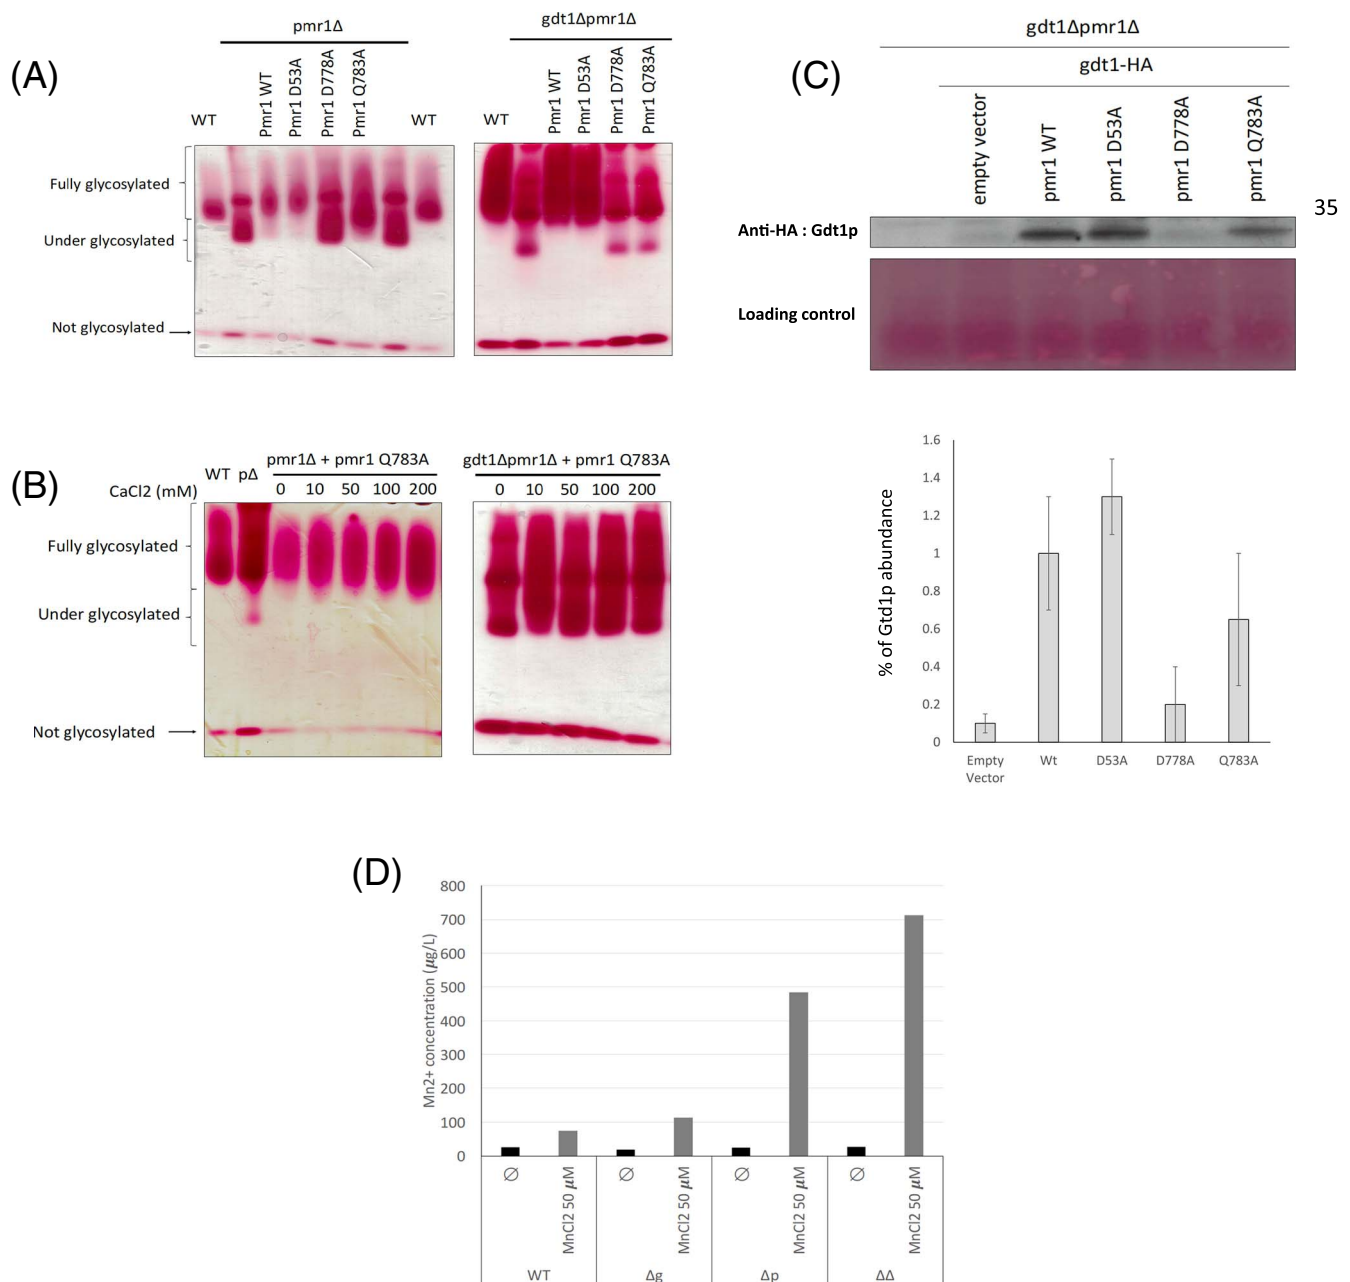 (A)
pmr1Δ
gdt1Δpmr1Δ
WT
Pmr1 WT
Pmr1 D53A
Pmr1 D778A
Pmr1 Q783A
WT
WT
Pmr1 WT
Pmr1 D53A
Pmr1 D778A
Pmr1 Q783A
Fully glycosylated
Under glycosylated
Not glycosylated
(B)
pmr1Δ + pmr1 Q783A
gdt1Δpmr1Δ + pmr1 Q783A
WT pΔ
CaCl2 (mM) 0 10 50 100 200
0 10 50 100 200
Fully glycosylated
Under glycosylated
Not glycosylated
(C)
gdt1Δpmr1Δ
gdt1-HA
empty vector
pmr1 WT
pmr1 D53A
pmr1 D778A
pmr1 Q783A
35
Anti-HA : Gdt1p
Loading control
% of Gtd1p abundance
1.6
1.4
1.2
1
0.8
0.6
0.4
0.2
0
Empty Vector
Wt
D53A
D778A
Q783A
(D)
Mn2+ concentration (µg/L)
800
700
600
500
400
300
200
100
0
∅
MnCl2 50 µM
∅
MnCl2 50 µM
∅
MnCl2 50 µM
∅
MnCl2 50 µM
WT
Δg
Δp
ΔΔ